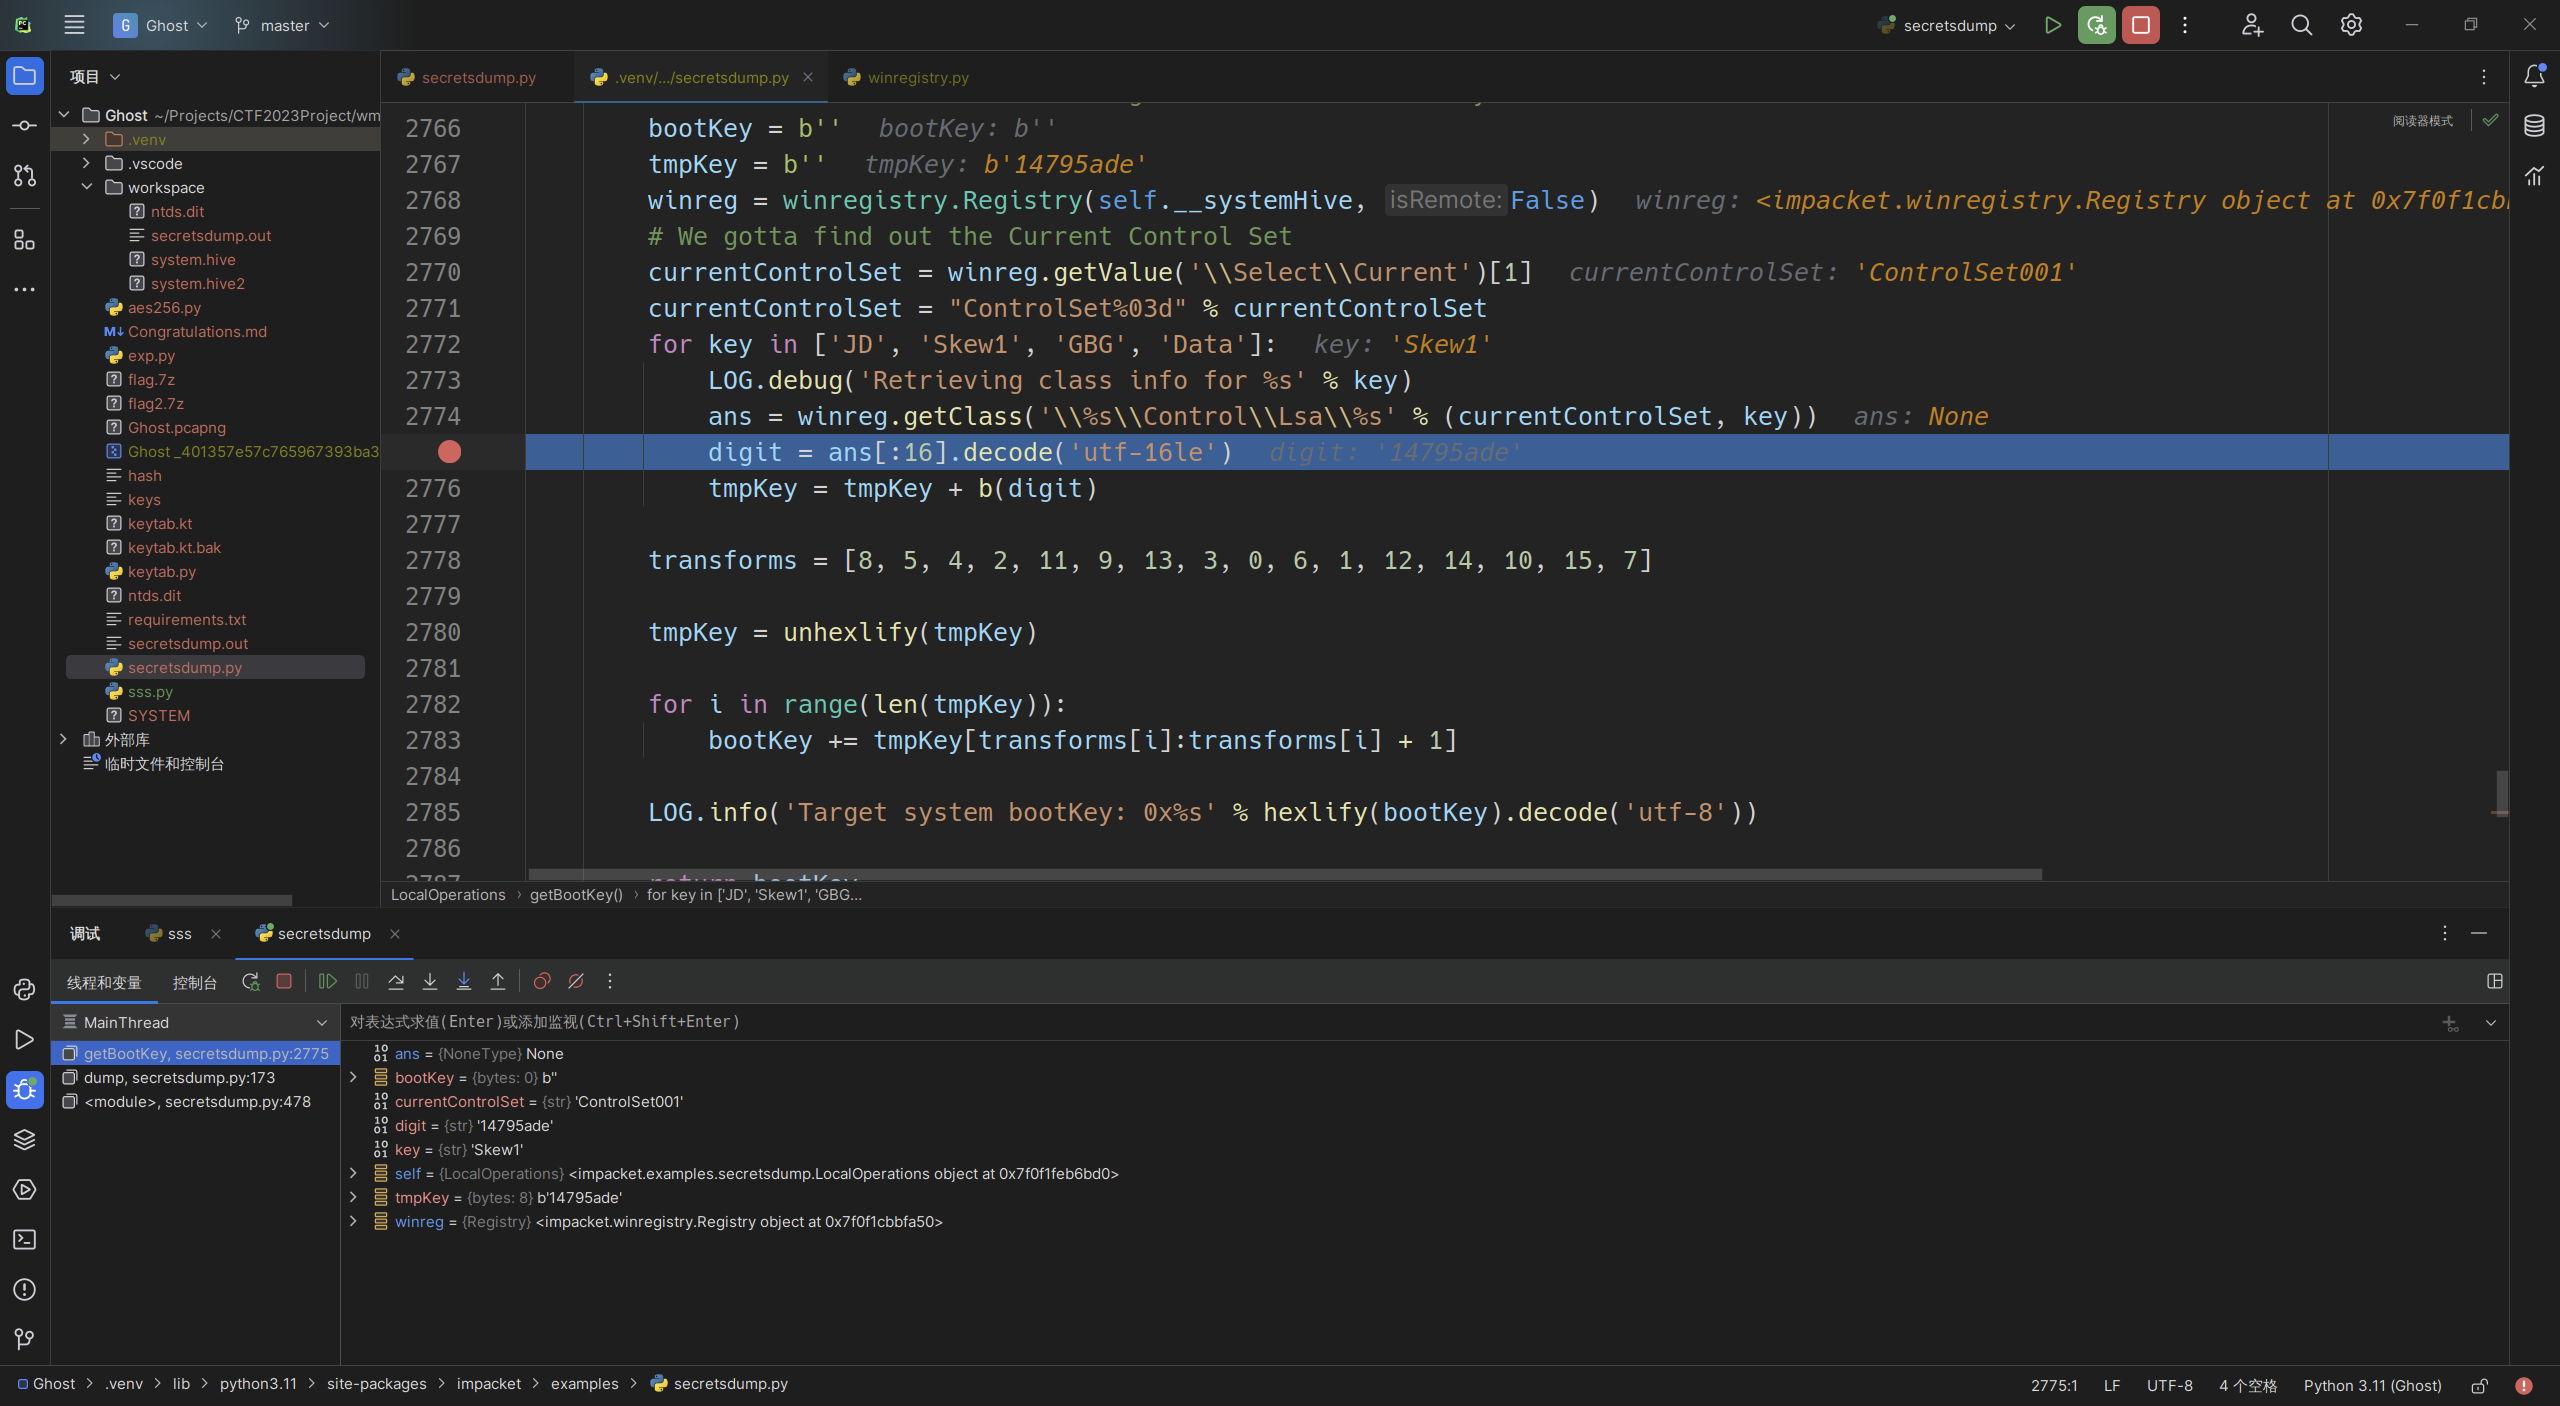 G Ghost master secretsdump
项目
secretsdump.py .venv/.../secretsdump.py winregistry.py
Ghost ~/Projects/CTF2023Project/wm
.venv
.vscode
workspace
ntds.dit
secretsdump.out
system.hive
system.hive2
aes256.py
M↓ Congratulations.md
exp.py
flag.7z
flag2.7z
Ghost.pcapng
Ghost_401357e57c765967393ba3
hash
keys
keytab.kt
keytab.kt.bak
keytab.py
ntds.dit
requirements.txt
secretsdump.out
secretsdump.py
sss.py
SYSTEM
外部库
临时文件和控制台
阅读器模式
2766 bootKey = b'' bootKey: b''
2767 tmpKey = b'' tmpKey: b'14795ade'
2768 winreg = winregistry.Registry(self.__systemHive, isRemote: False) winreg: <impacket.winregistry.Registry object at 0x7f0f1cb
2769 # We gotta find out the Current Control Set
2770 currentControlSet = winreg.getValue('\\Select\\Current')[1] currentControlSet: 'ControlSet001'
2771 currentControlSet = "ControlSet%03d" % currentControlSet
2772 for key in ['JD', 'Skew1', 'GBG', 'Data']: key: 'Skew1'
2773 LOG.debug('Retrieving class info for %s' % key)
2774 ans = winreg.getClass('\\%s\\Control\\Lsa\\%s' % (currentControlSet, key)) ans: None
digit = ans[:16].decode('utf-16le') digit: '14795ade'
2776 tmpKey = tmpKey + b(digit)
2777
2778 transforms = [8, 5, 4, 2, 11, 9, 13, 3, 0, 6, 1, 12, 14, 10, 15, 7]
2779
2780 tmpKey = unhexlify(tmpKey)
2781
2782 for i in range(len(tmpKey)):
2783 bootKey += tmpKey[transforms[i]:transforms[i] + 1]
2784
2785 LOG.info('Target system bootKey: 0x%s' % hexlify(bootKey).decode('utf-8'))
2786
2787 return bootKey
LocalOperations › getBootKey() › for key in ['JD', 'Skew1', 'GBG...
调试 sss secretsdump
线程和变量 控制台
MainThread
getBootKey, secretsdump.py:2775
dump, secretsdump.py:173
<module>, secretsdump.py:478
对表达式求值(Enter)或添加监视(Ctrl+Shift+Enter)
ans = {NoneType} None
bootKey = {bytes: 0} b''
currentControlSet = {str} 'ControlSet001'
digit = {str} '14795ade'
key = {str} 'Skew1'
self = {LocalOperations} <impacket.examples.secretsdump.LocalOperations object at 0x7f0f1feb6bd0>
tmpKey = {bytes: 8} b'14795ade'
winreg = {Registry} <impacket.winregistry.Registry object at 0x7f0f1cbbfa50>
Ghost > .venv > lib > python3.11 > site-packages > impacket > examples > secretsdump.py
2775:1 LF UTF-8 4 个空格 Python 3.11 (Ghost)